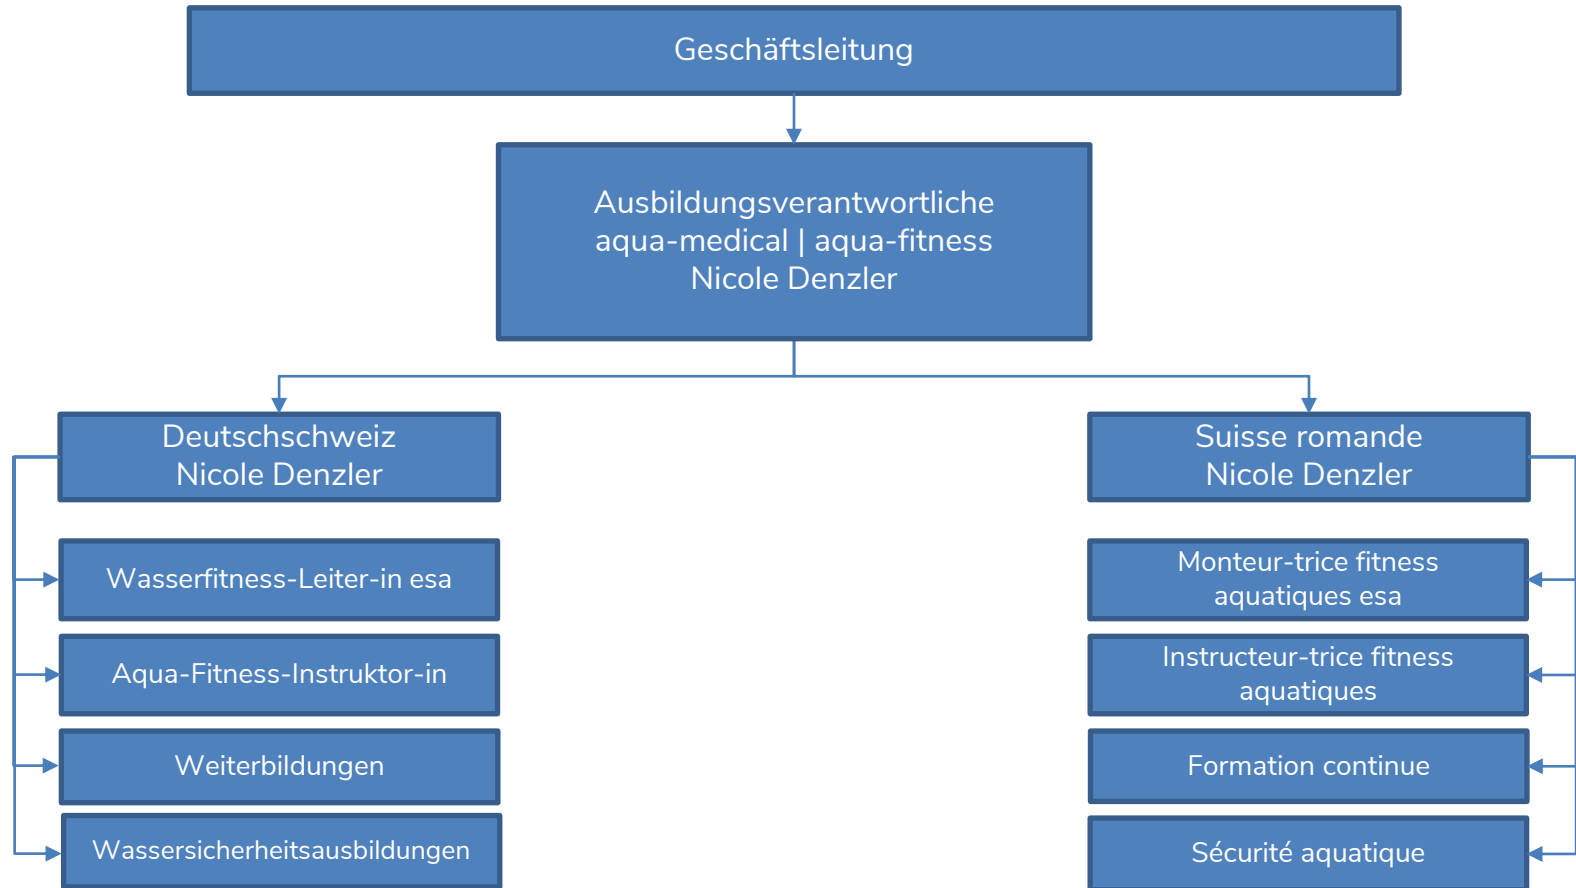 Geschäftsleitung
Ausbildungsverantwortliche
aqua-medical | aqua-fitness
Nicole Denzler
Deutschschweiz
Nicole Denzler
Wasserfitness-Leiter-in esa
Aqua-Fitness-Instruktor-in
Weiterbildungen
Wassersicherheitsausbildungen
Suisse romande
Nicole Denzler
Monteur-trice fitness
aquatiques esa
Instructeur-trice fitness
aquatiques
Formation continue
Sécurité aquatique